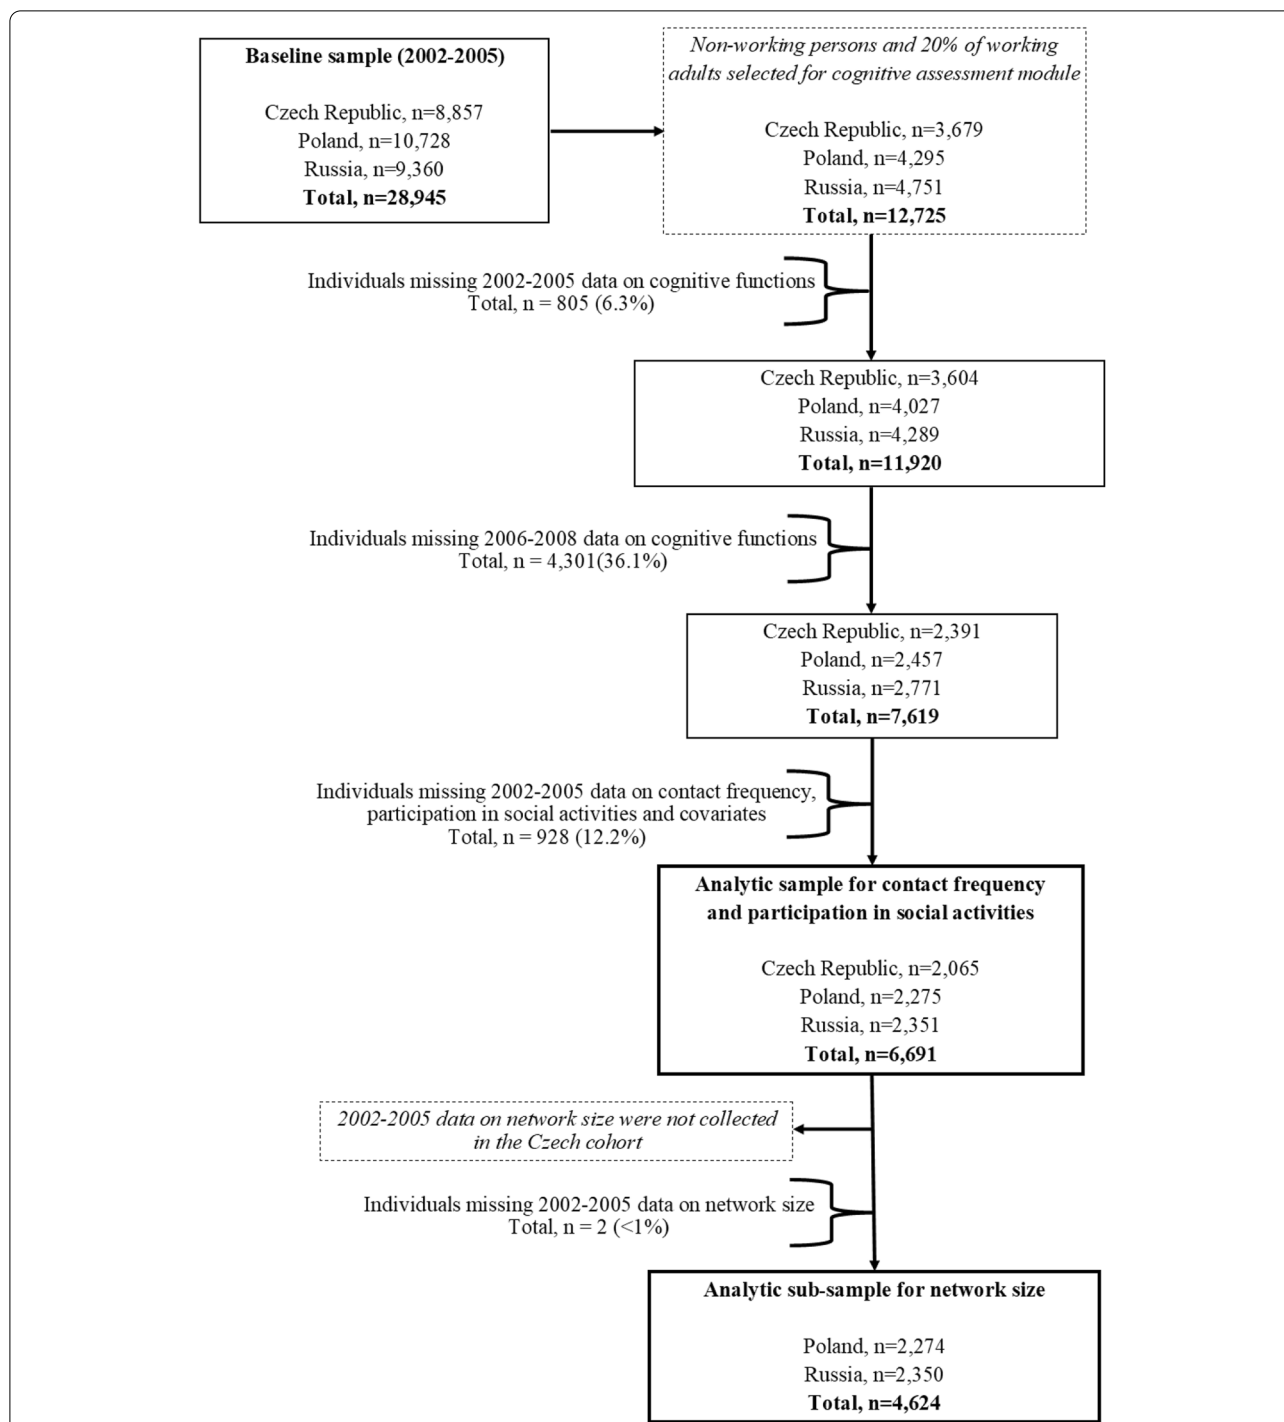 Baseline sample (2002-2005)
Czech Republic, n=8,857
Poland, n=10,728
Russia, n=9,360
Total, n=28,945
Non-working persons and 20% of working
adults selected for cognitive assessment module
Czech Republic, n=3,679
Poland, n=4,295
Russia, n=4,751
Total, n=12,725
Individuals missing 2002-2005 data on cognitive functions
Total, n = 805 (6.3%)
Czech Republic, n=3,604
Poland, n=4,027
Russia, n=4,289
Total, n=11,920
Individuals missing 2006-2008 data on cognitive functions
Total, n = 4,301(36.1%)
Czech Republic, n=2,391
Poland, n=2,457
Russia, n=2,771
Total, n=7,619
Individuals missing 2002-2005 data on contact frequency,
participation in social activities and covariates
Total, n = 928 (12.2%)
Analytic sample for contact frequency
and participation in social activities
Czech Republic, n=2,065
Poland, n=2,275
Russia, n=2,351
Total, n=6,691
2002-2005 data on network size were not collected
in the Czech cohort
Individuals missing 2002-2005 data on network size
Total, n = 2 (<1%)
Analytic sub-sample for network size
Poland, n=2,274
Russia, n=2,350
Total, n=4,624